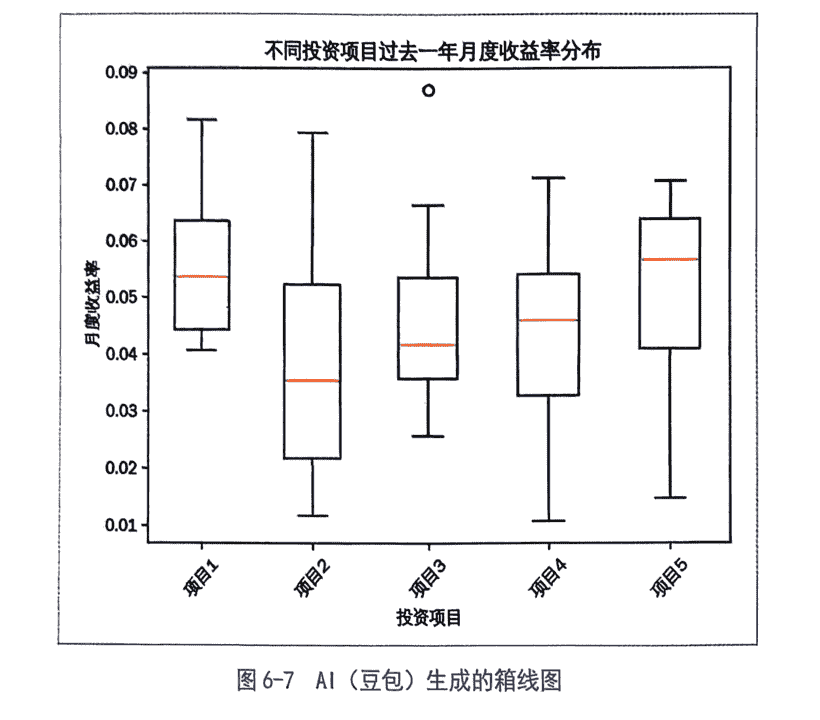 不同投资项目过去一年月度收益率分布
0.09
0.08
0.07
0.06
0.05
0.04
0.03
0.02
0.01
月度收益率
项目1
项目2
项目3
项目4
项目5
投资项目
图 6-7 AI（豆包）生成的箱线图